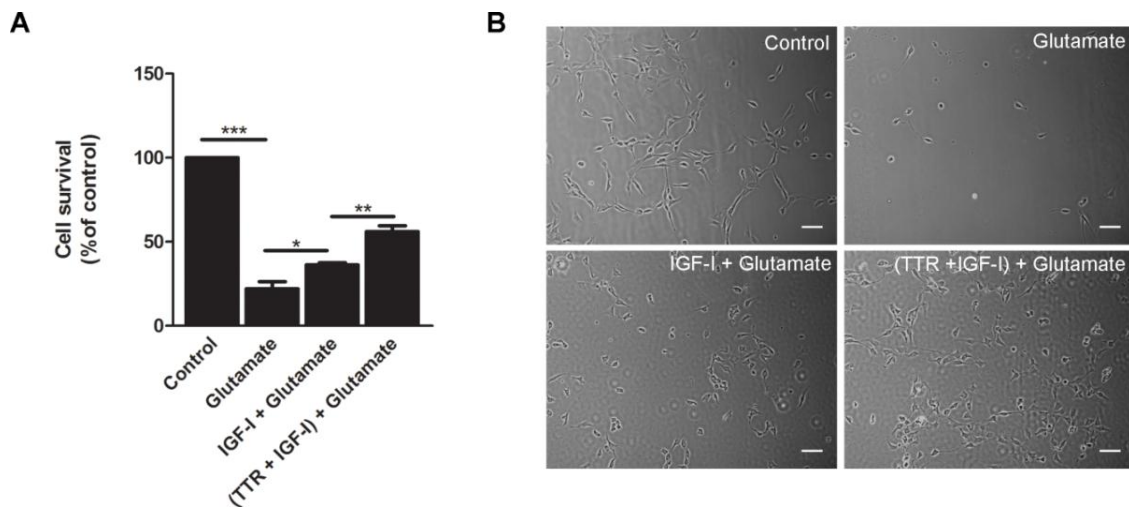 A
Cell survival
(% of control)
150
100
50
0
***
*
**
Control
Glutamate
IGF-I + Glutamate
(TTR + IGF-I) + Glutamate
B
Control
Glutamate
IGF-I + Glutamate
(TTR +IGF-I) + Glutamate